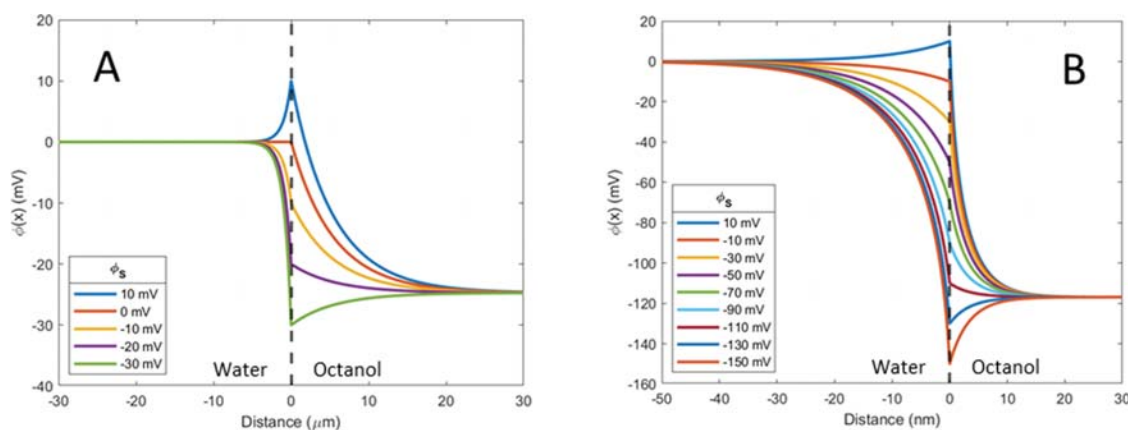 A
20
10
0
-10
-20
-30
-40
ϕ(x) (mV)
ϕs
10 mV
0 mV
-10 mV
-20 mV
-30 mV
Water
Octanol
-30
-20
-10
0
10
20
30
Distance (μm)
B
20
0
-20
-40
-60
-80
-100
-120
-140
-160
ϕ(x) (mV)
ϕs
10 mV
-10 mV
-30 mV
-50 mV
-70 mV
-90 mV
-110 mV
-130 mV
-150 mV
Water
Octanol
-50
-40
-30
-20
-10
0
10
20
30
Distance (nm)